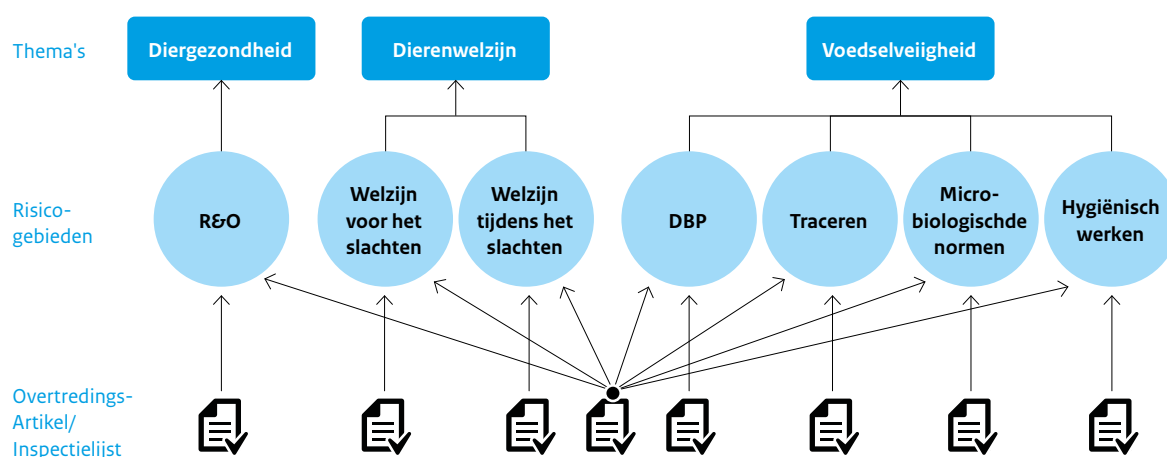 Thema's
Diergezondheid
Dierenwelzijn
Voedselveiigheid
Risico-
gebieden
R&O
Welzijn
voor het
slachten
Welzijn
tijdens het
slachten
DBP
Traceren
Micro-
biologischde
normen
Hygiënisch
werken
Overtredings-
Artikel/
Inspectielijst